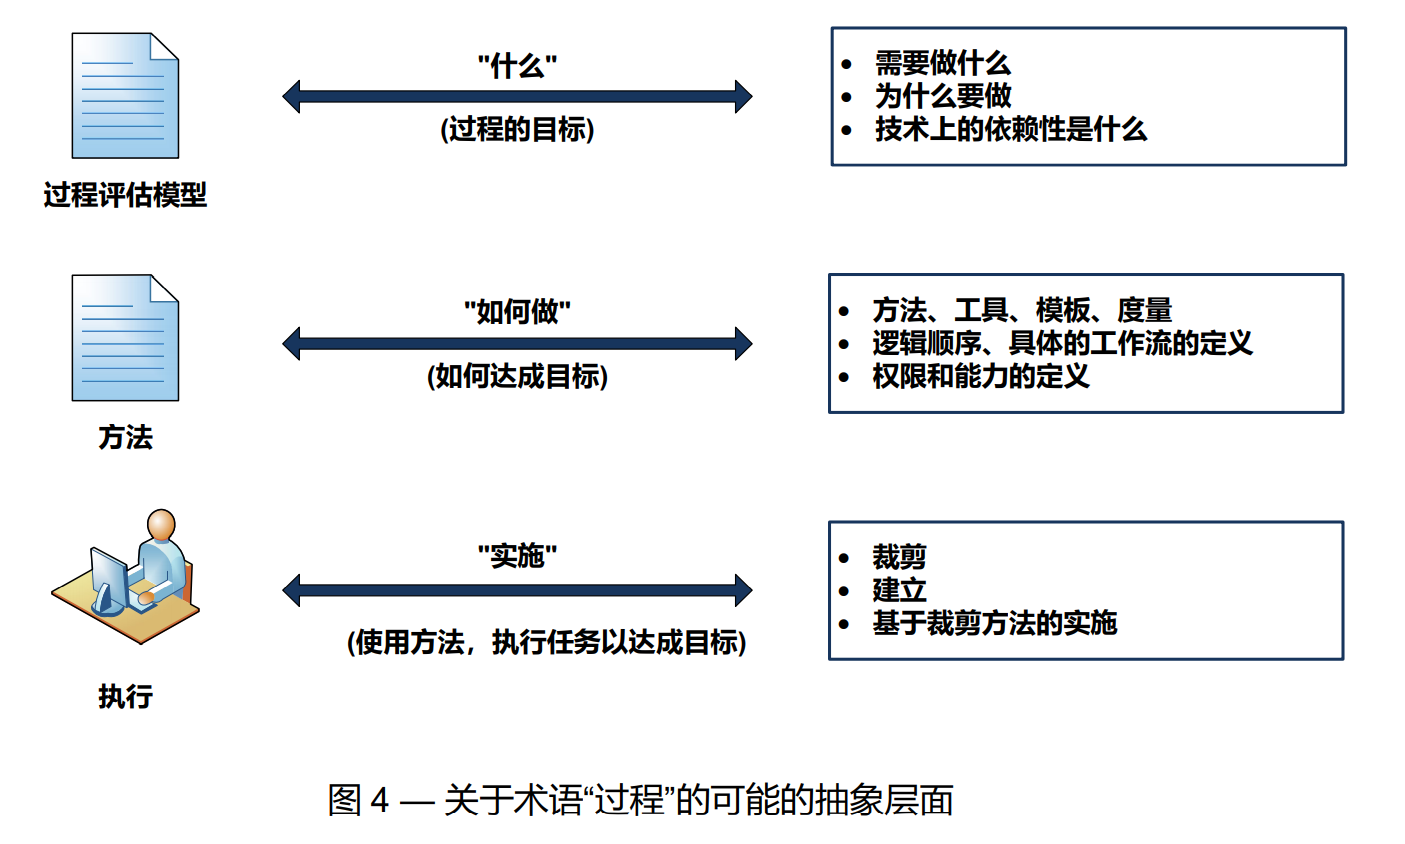 "什么"
(过程的目标)
过程评估模型
• 需要做什么
• 为什么要做
• 技术上的依赖性是什么
"如何做"
(如何达成目标)
方法
• 方法、工具、模板、度量
• 逻辑顺序、具体的工作流的定义
• 权限和能力的定义
"实施"
(使用方法，执行任务以达成目标)
执行
• 裁剪
• 建立
• 基于裁剪方法的实施
图 4 — 关于术语“过程”的可能的抽象层面